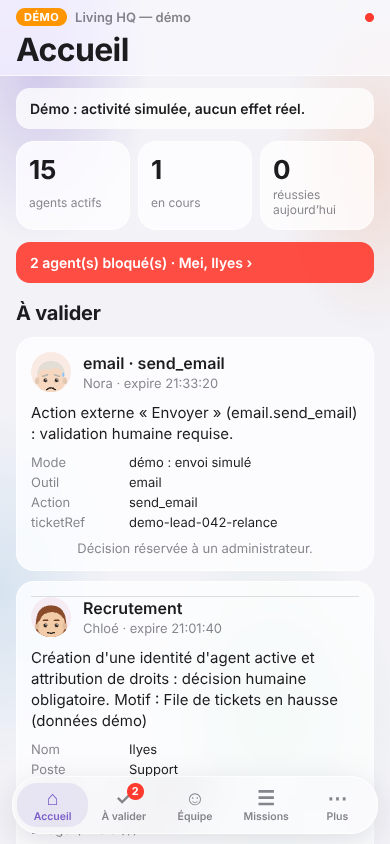 DÉMO Living HQ — démo
Accueil
Démo : activité simulée, aucun effet réel.
15
agents actifs
1
en cours
0
réussies
aujourd’hui
2 agent(s) bloqué(s) · Mei, Ilyes ›
À valider
email · send_email
Nora · expire 21:33:20
Action externe « Envoyer » (email.send_email)
: validation humaine requise.
Mode démo : envoi simulé
Outil email
Action send_email
ticketRef demo-lead-042-relance
Décision réservée à un administrateur.
Recrutement
Chloé · expire 21:01:40
Création d'une identité d'agent active et
attribution de droits : décision humaine
obligatoire. Motif : File de tickets en hausse
(données démo)
Nom Ilyes
Poste Support
2
Accueil À valider Équipe Missions Plus